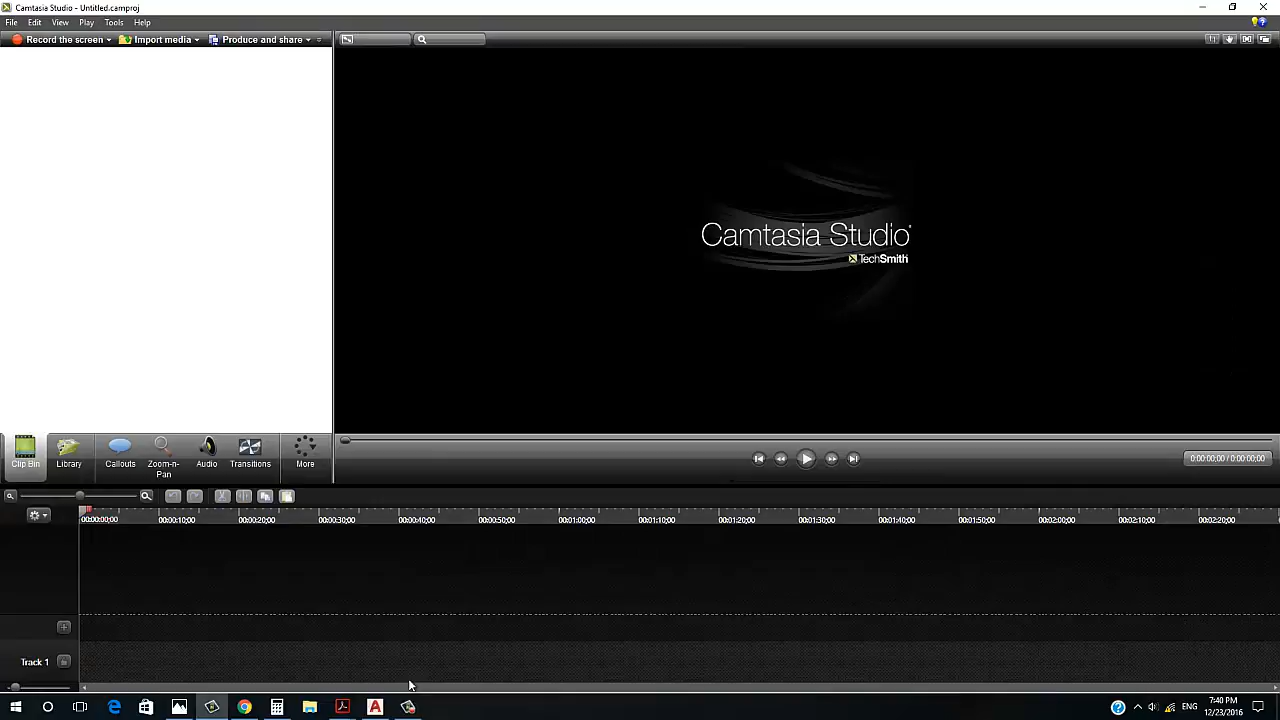 Camtasia Studio - Untitled.camproj
File Edit View Play Tools Help
Record the screen Import media Produce and share
Camtasia Studio
TechSmith
Clip Bin Library Callouts Zoom-n-Pan Audio Transitions More
0:00:00;00 / 0:00:00;00
00:00:00;00 00:00:10;00 00:00:20;00 00:00:30;00 00:00:40;00 00:00:50;00 00:01:00;00 00:01:10;00 00:01:20;00 00:01:30;00 00:01:40;00 00:01:50;00 00:02:00;00 00:02:10;00 00:02:20;00
Track 1
ENG
7:40 PM
12/23/2016